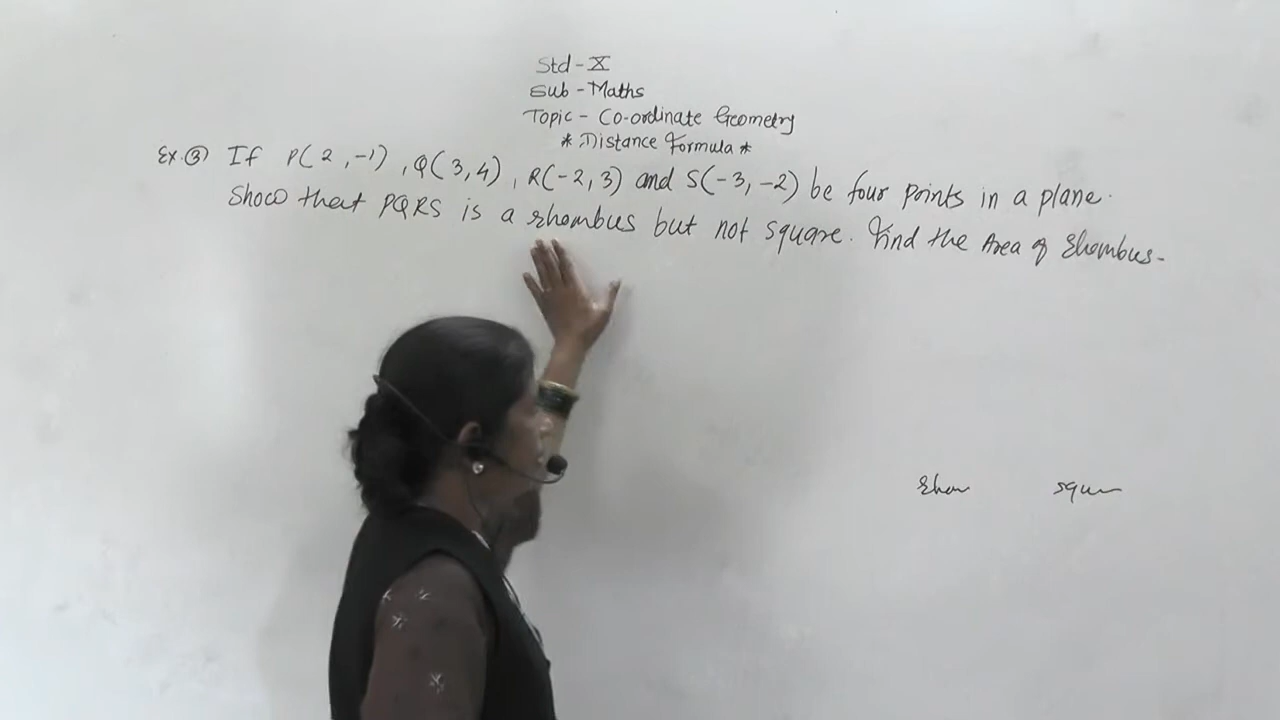 Std - X
Sub - Maths
Topic - Co-ordinate Geometry
* Distance Formula *
Ex. ③ If P(2, -1), Q(3, 4), R(-2, 3) and S(-3, -2) be four points in a plane.
Show that PQRS is a rhombus but not square. Find the Area of rhombus.
rhom squ